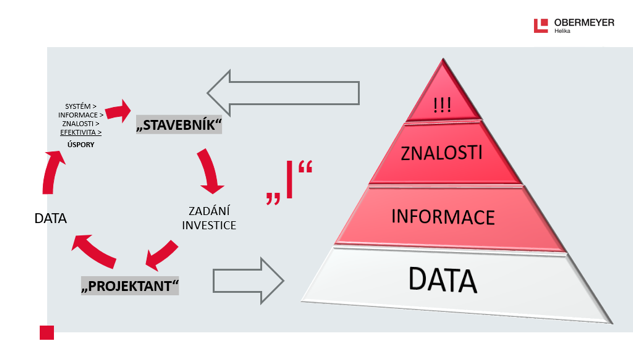 OBERMEYER
Helika
SYSTÉM >
INFORMACE >
ZNALOSTI >
EFEKTIVITA >
ÚSPORY
„STAVEBNÍK“
ZADÁNÍ
INVESTICE
„PROJEKTANT“
DATA
„I“
!!!
ZNALOSTI
INFORMACE
DATA